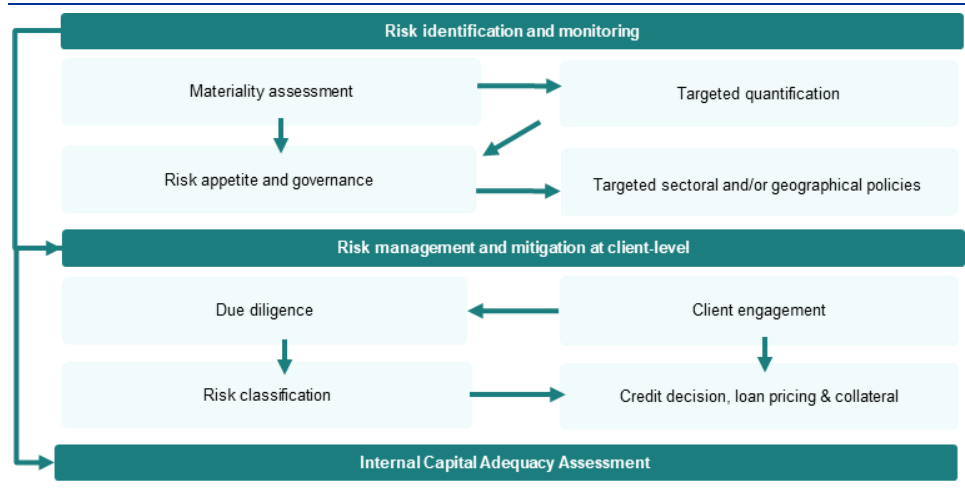 Risk identification and monitoring
Materiality assessment
Targeted quantification
Risk appetite and governance
Targeted sectoral and/or geographical policies
Risk management and mitigation at client-level
Due diligence
Client engagement
Risk classification
Credit decision, loan pricing & collateral
Internal Capital Adequacy Assessment